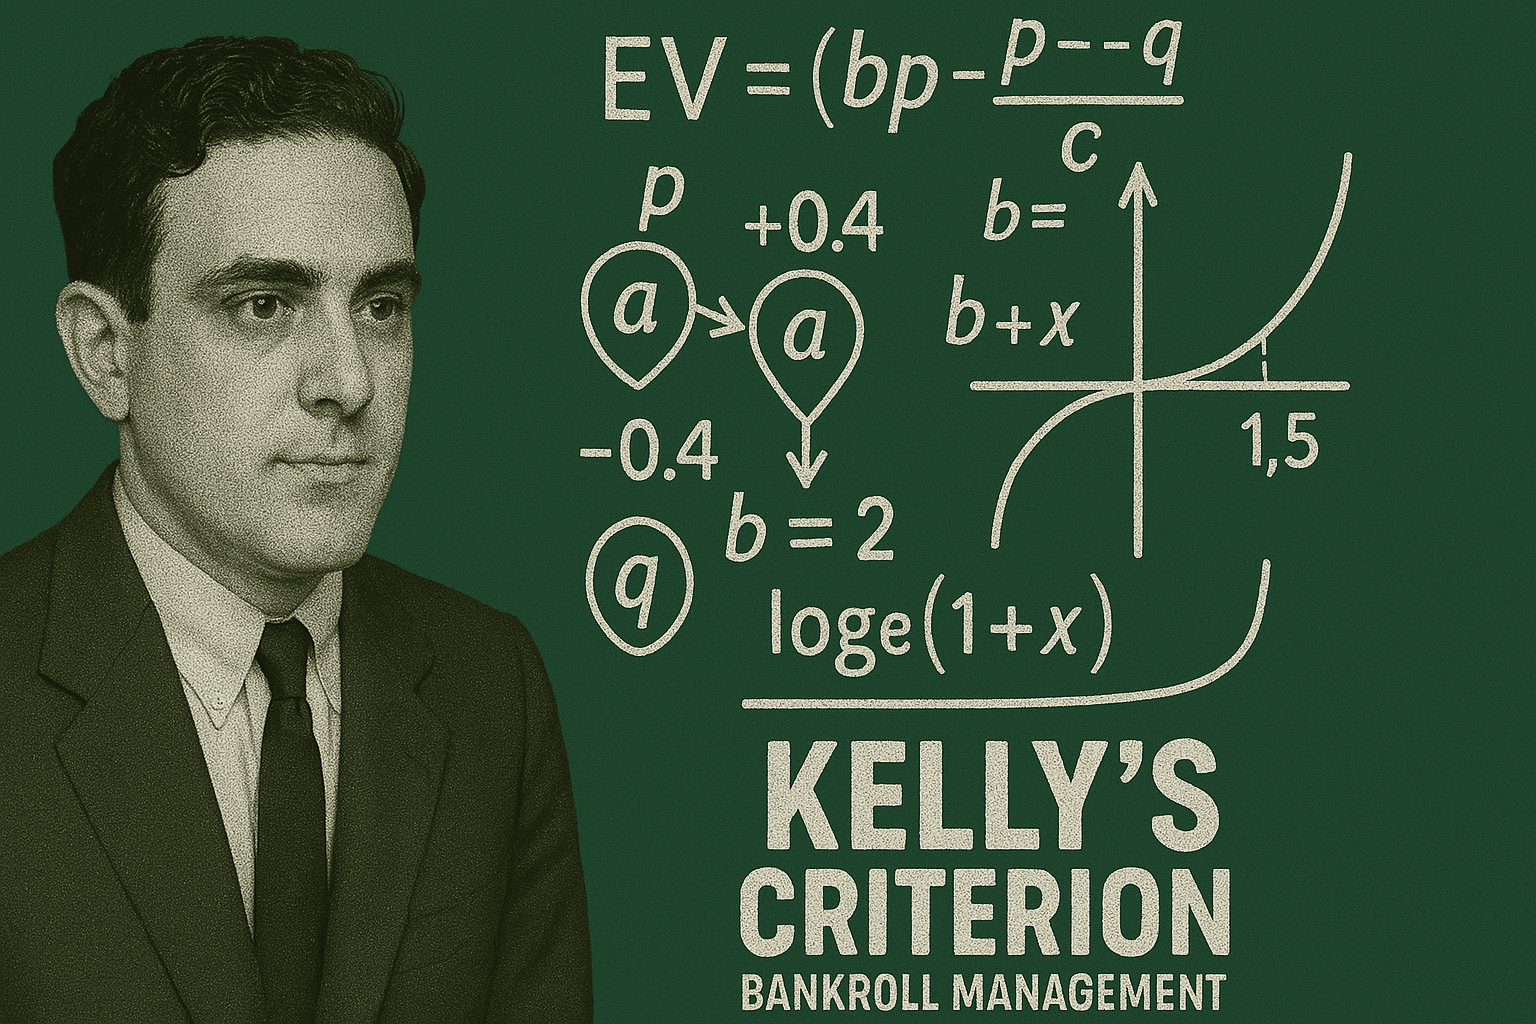 EV = (bp - p--q
c
p
+0.4
b=
a
a
b+x
-0.4
1,5
b = 2
q
loge(1+x)
KELLY'S
CRITERION
BANKROLL MANAGEMENT